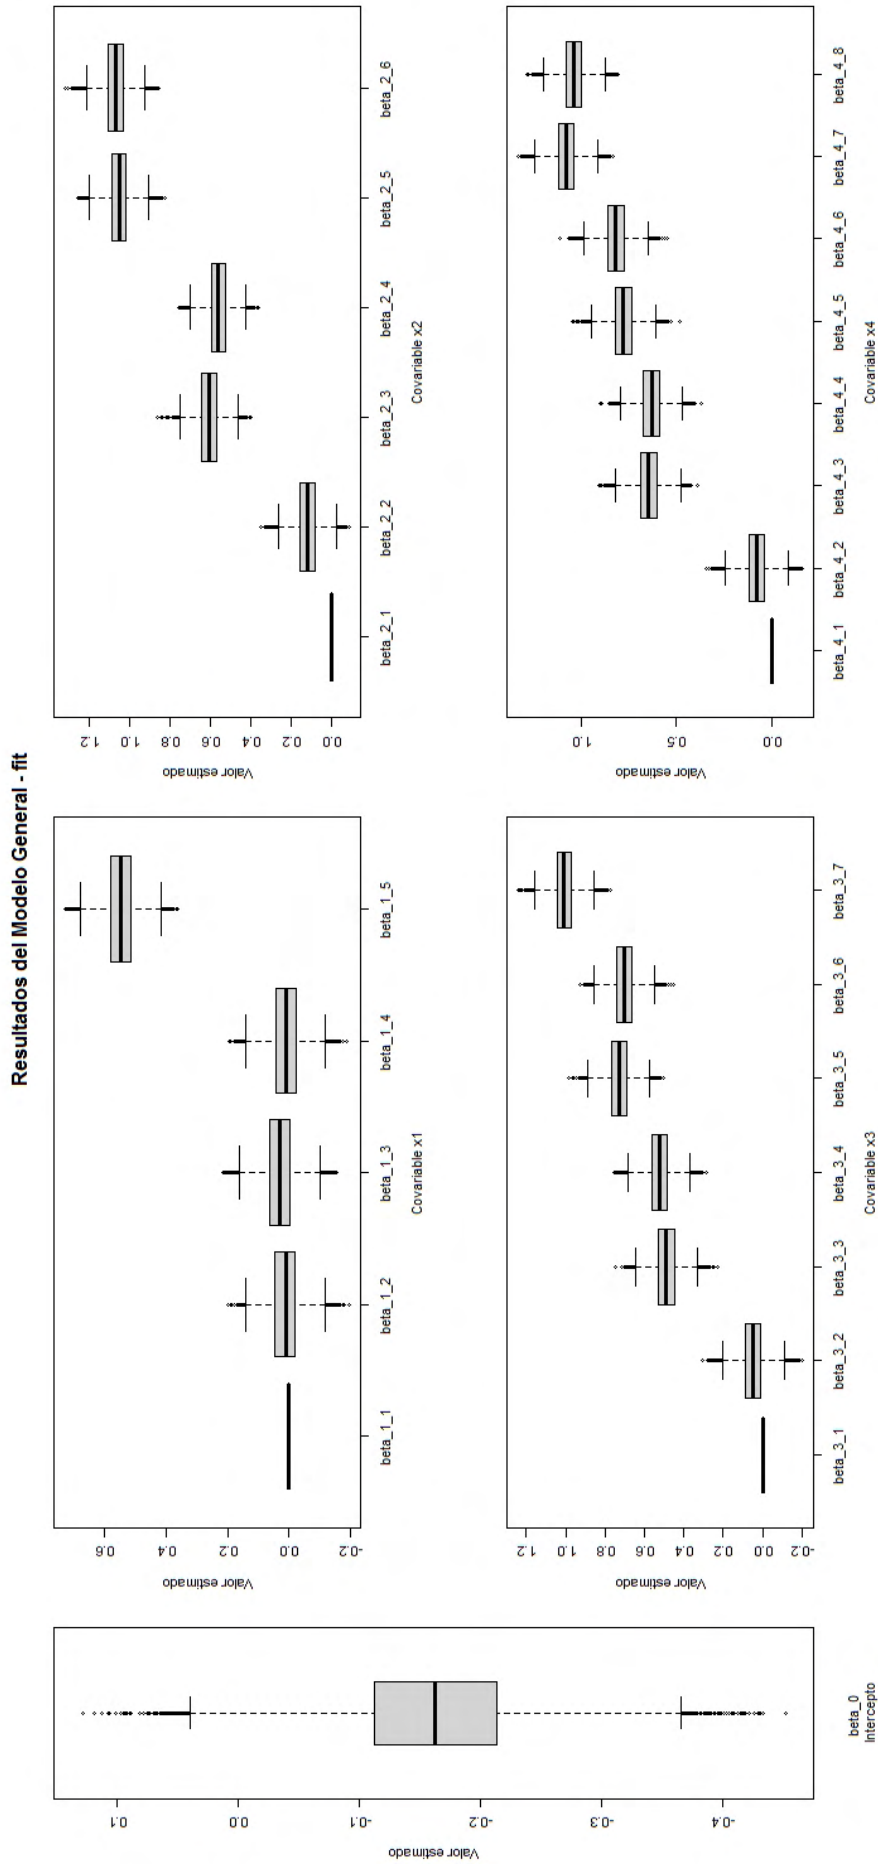 Resultados del Modelo General - fit
Valor estimado
0.1
0.0
-0.1
-0.2
-0.3
-0.4
beta_0
Intercepto
Valor estimado
0.6
0.4
0.2
0.0
-0.2
beta_1_1
beta_1_2
beta_1_3
beta_1_4
beta_1_5
Covariable x1
Valor estimado
1.2
1.0
0.8
0.6
0.4
0.2
0.0
beta_2_1
beta_2_2
beta_2_3
beta_2_4
beta_2_5
beta_2_6
Covariable x2
Valor estimado
1.2
1.0
0.8
0.6
0.4
0.2
0.0
-0.2
beta_3_1
beta_3_2
beta_3_3
beta_3_4
beta_3_5
beta_3_6
beta_3_7
Covariable x3
Valor estimado
1.0
0.5
0.0
beta_4_1
beta_4_2
beta_4_3
beta_4_4
beta_4_5
beta_4_6
beta_4_7
beta_4_8
Covariable x4